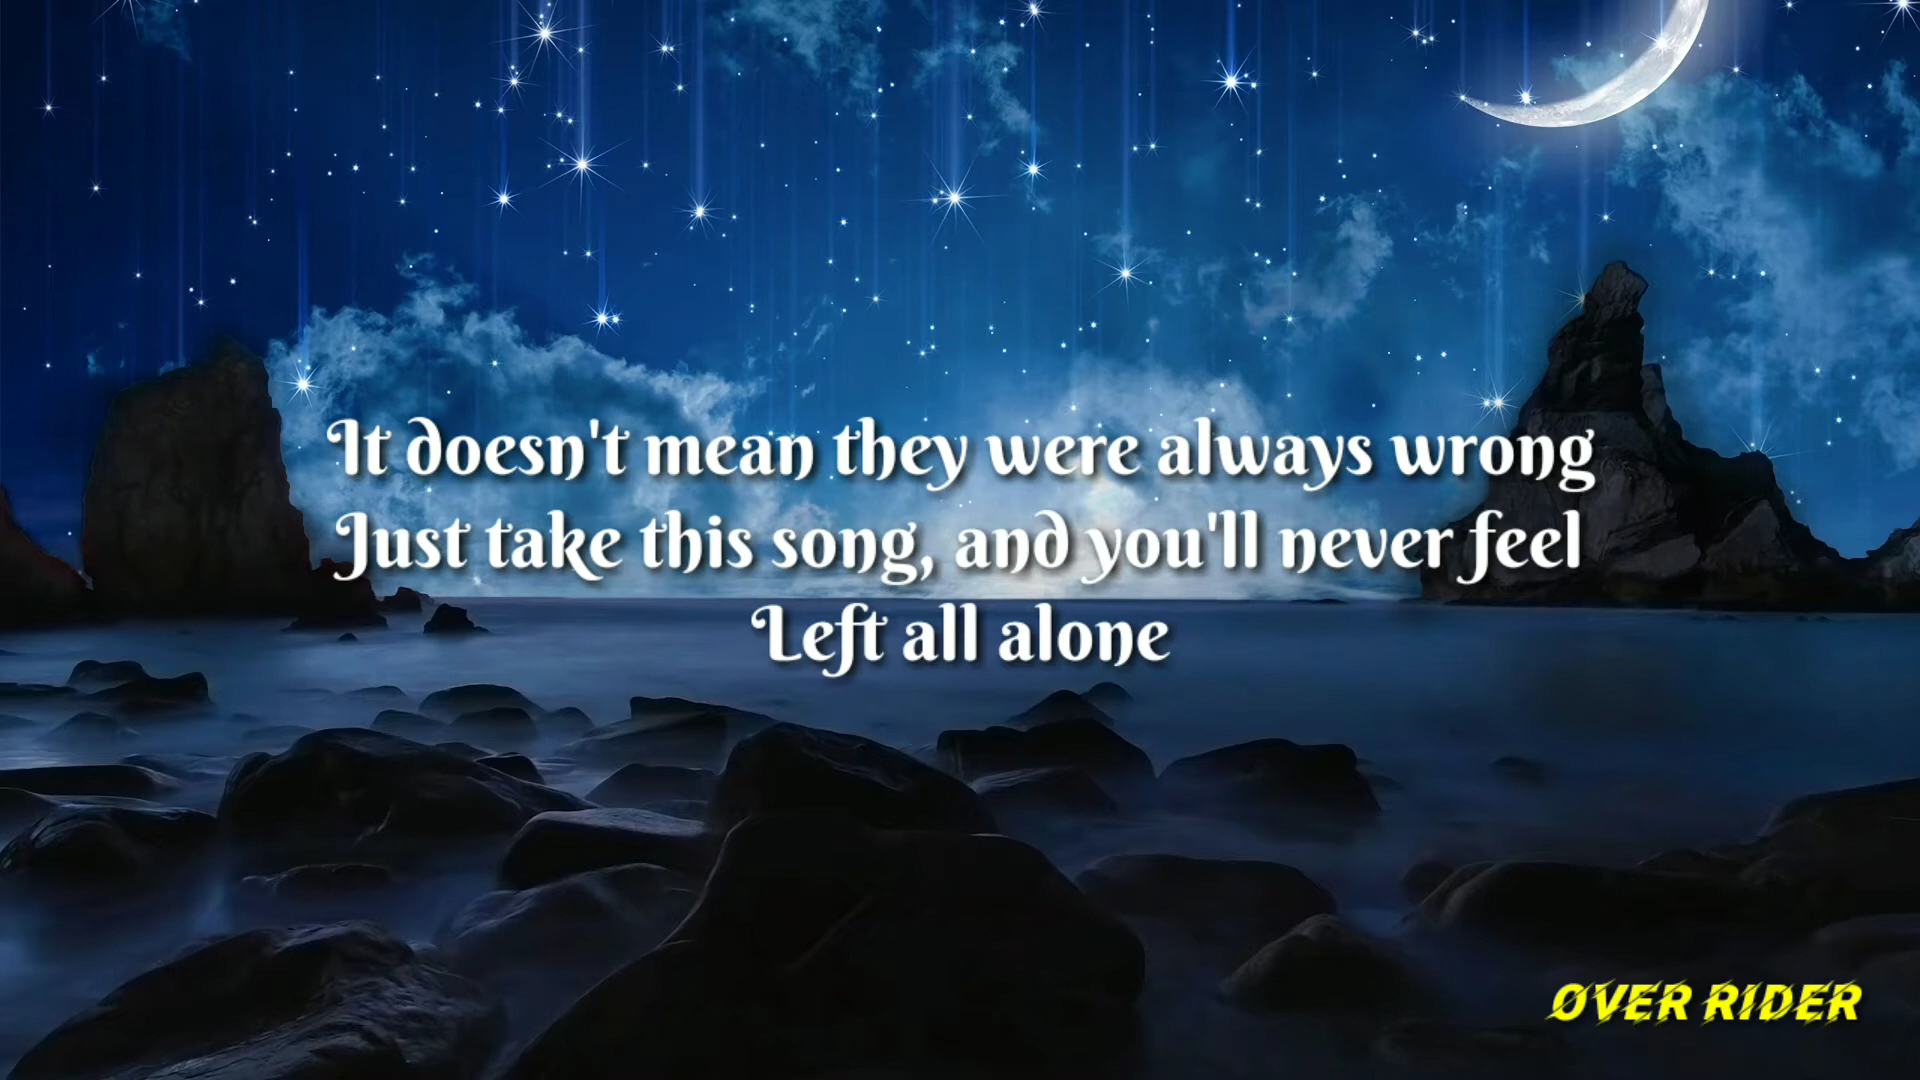 It doesn't mean they were always wrong
Just take this song, and you'll never feel
Left all alone
OVER RIDER